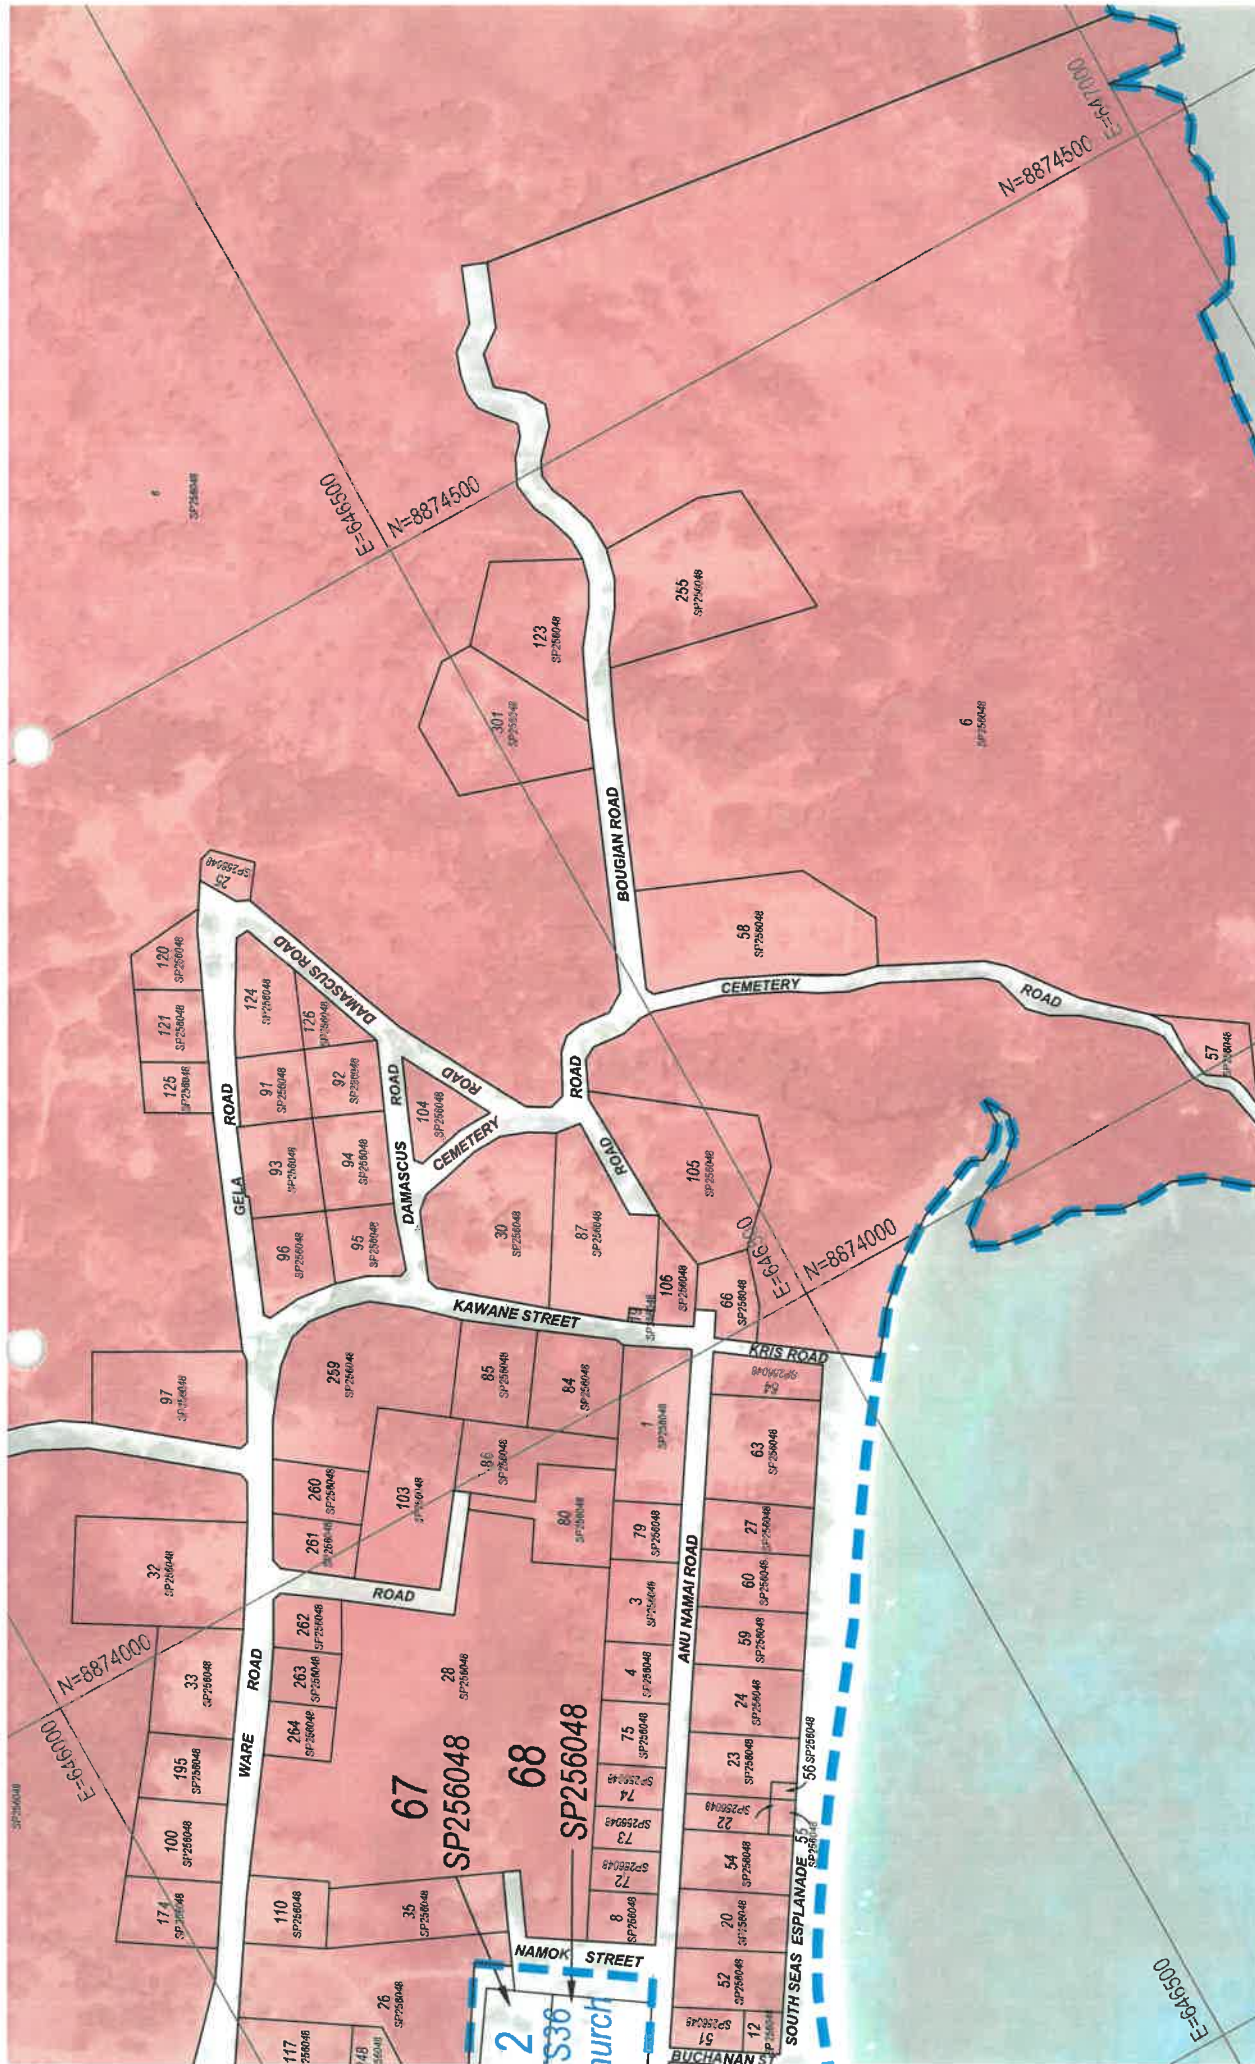 E=647000
N=8874500
6
SP256048
E=646500
N=8874500
123
SP256048
255
SP256048
301
SP256048
6
SP256048
BOUGIAN ROAD
25
SP256048
120
SP256048
DAMASCUS ROAD
58
SP256048
121
SP256048
124
SP256048
126
SP256048
CEMETERY
ROAD
125
SP256048
ROAD
91
SP256048
92
SP256048
ROAD
ROAD
ROAD
57
SP256048
104
SP256048
CEMETERY
ROAD
GELA
93
SP256048
94
SP256048
DAMASCUS
105
SP256048
96
SP256048
95
SP256048
30
SP256048
87
SP256048
E=646500
N=8874000
106
SP256048
66
SP256048
KAWANE STREET
KRIS ROAD
97
SP256048
259
SP256048
85
SP256048
84
SP256048
1
SP256048
SP256048
63
SP256048
260
SP256048
103
SP256048
86
SP256048
261
SP256048
80
SP256048
79
SP256048
27
SP256048
32
SP256048
ROAD
ANU NAMAI ROAD
60
SP256048
262
SP256048
3
SP256048
59
SP256048
N=8874000
E=646000
33
SP256048
WARE ROAD
263
SP256048
28
SP256048
4
SP256048
24
SP256048
264
SP256048
75
SP256048
23
SP256048
56 SP256048
195
SP256048
67
SP256048
68
SP256048
74
SP256048
73
SP256048
72
SP256048
22
SP256048
55
SP256048
SP256048
100
SP256048
54
SP256048
174
SP256048
110
SP256048
35
SP256048
8
SP256048
20
SP256048
NAMOK STREET
SOUTH SEAS ESPLANADE
26
SP256048
52
SP256048
2
S36
hurch
117
256048
48
256048
51
SP256048
12
SP256048
BUCHANAN ST
E=646500